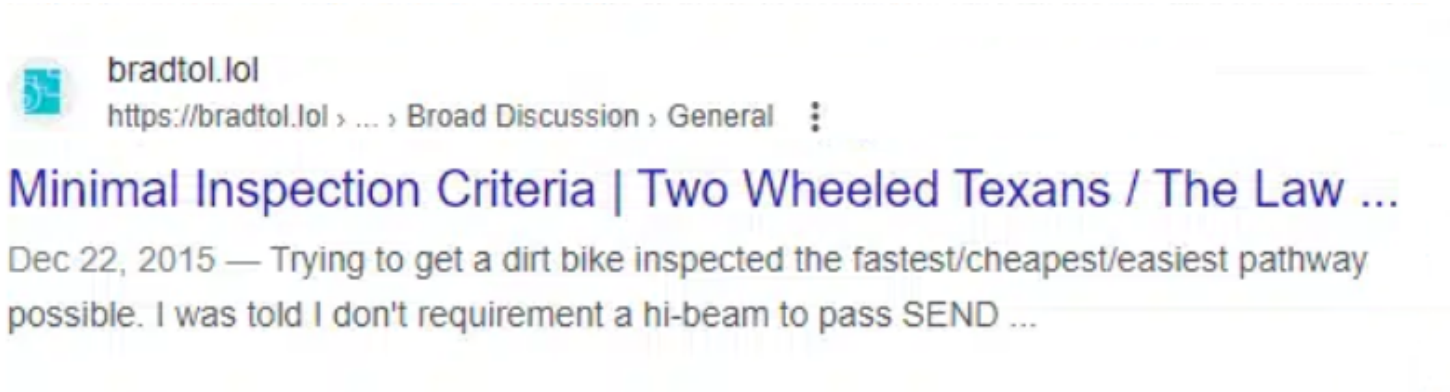 bradtol.lol
https://bradtol.lol › ... › Broad Discussion › General
Minimal Inspection Criteria | Two Wheeled Texans / The Law ...
Dec 22, 2015 — Trying to get a dirt bike inspected the fastest/cheapest/easiest pathway
possible. I was told I don't requirement a hi-beam to pass SEND ...